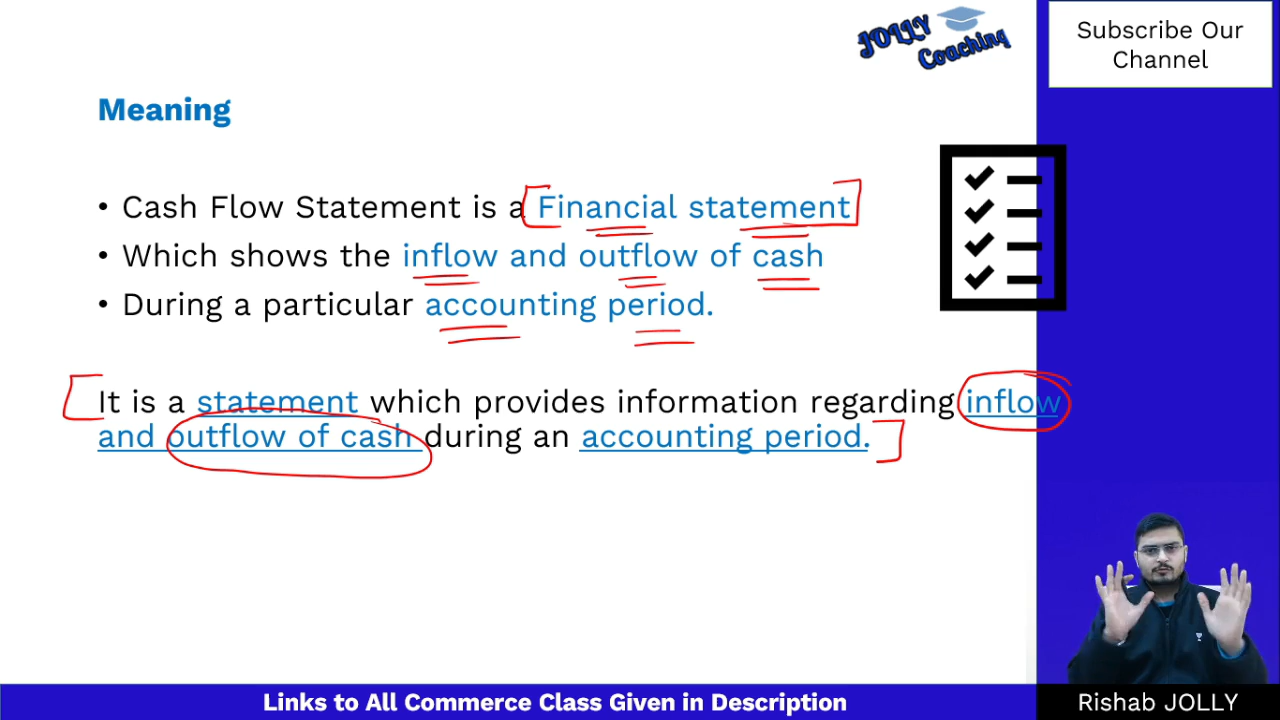 JOLLY
Coaching
Subscribe Our
Channel
Meaning
• Cash Flow Statement is a Financial statement
• Which shows the inflow and outflow of cash
• During a particular accounting period.
It is a statement which provides information regarding inflow
and outflow of cash during an accounting period.
Links to All Commerce Class Given in Description
Rishab JOLLY